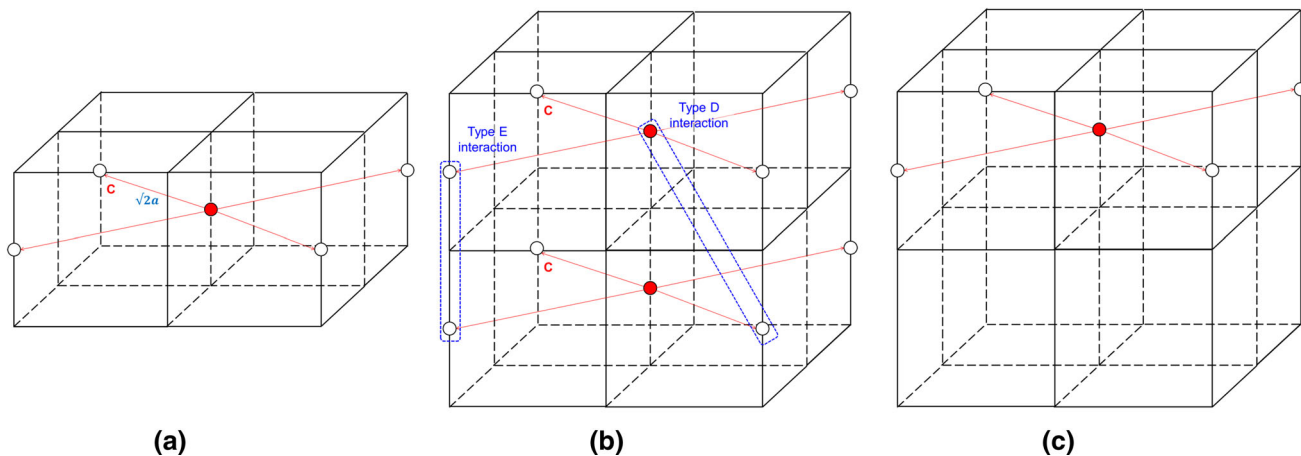 C
√2a
Type E
interaction
C
Type D
interaction
C
(a)
(b)
(c)